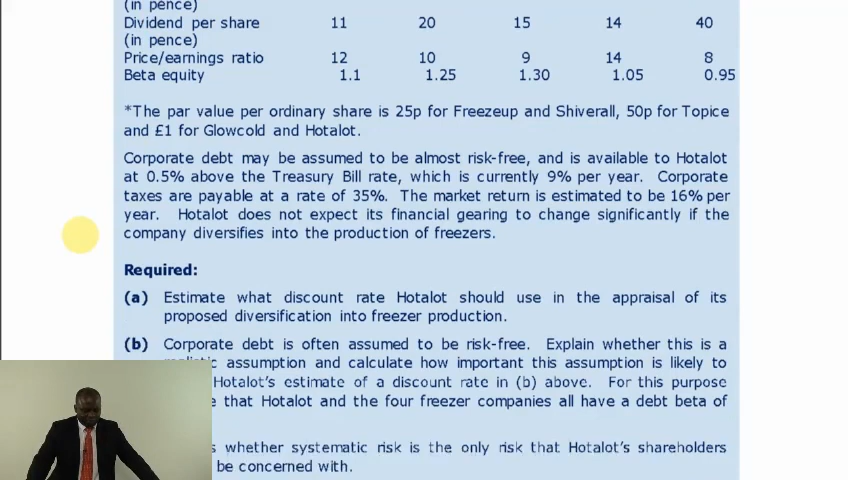 (in pence)
Dividend per share 11 20 15 14 40
(in pence)
Price/earnings ratio 12 10 9 14 8
Beta equity 1.1 1.25 1.30 1.05 0.95
*The par value per ordinary share is 25p for Freezeup and Shiverall, 50p for Topice
and £1 for Glowcold and Hotalot.
Corporate debt may be assumed to be almost risk-free, and is available to Hotalot
at 0.5% above the Treasury Bill rate, which is currently 9% per year. Corporate
taxes are payable at a rate of 35%. The market return is estimated to be 16% per
year. Hotalot does not expect its financial gearing to change significantly if the
company diversifies into the production of freezers.
Required:
(a) Estimate what discount rate Hotalot should use in the appraisal of its
proposed diversification into freezer production.
(b) Corporate debt is often assumed to be risk-free. Explain whether this is a
assumption and calculate how important this assumption is likely to
Hotalot's estimate of a discount rate in (b) above. For this purpose
that Hotalot and the four freezer companies all have a debt beta of
whether systematic risk is the only risk that Hotalot's shareholders
be concerned with.